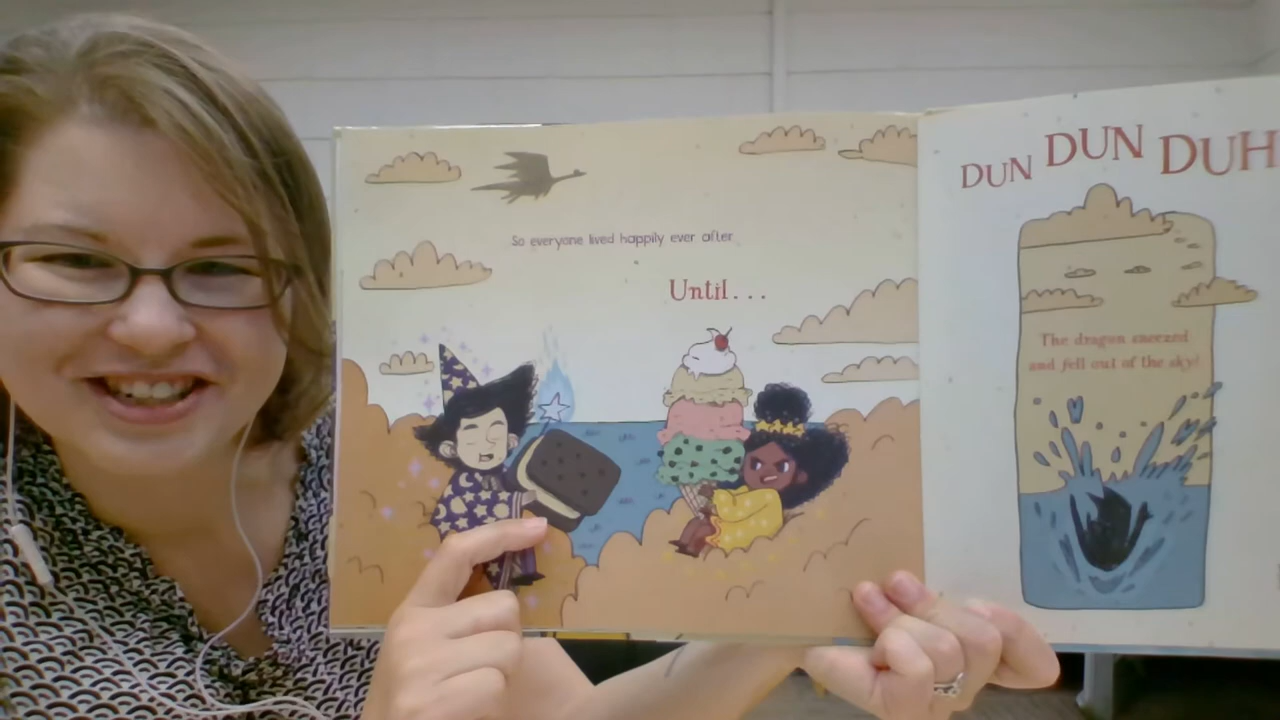 So everyone lived happily ever after
Until...
DUN DUN DUH
The dragon sneezed
and fell out of the sky!